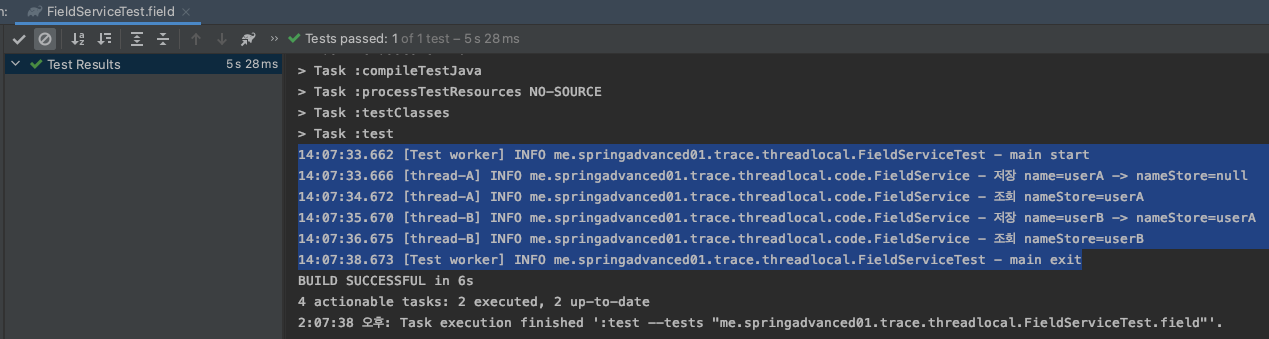 n:
FieldServiceTest.field
Tests passed: 1 of 1 test – 5 s 28 ms
Test Results 5 s 28 ms
> Task :compileTestJava
> Task :processTestResources NO-SOURCE
> Task :testClasses
> Task :test
14:07:33.662 [Test worker] INFO me.springadvanced01.trace.threadlocal.FieldServiceTest - main start
14:07:33.666 [thread-A] INFO me.springadvanced01.trace.threadlocal.code.FieldService - 저장 name=userA -> nameStore=null
14:07:34.672 [thread-A] INFO me.springadvanced01.trace.threadlocal.code.FieldService - 조회 nameStore=userA
14:07:35.670 [thread-B] INFO me.springadvanced01.trace.threadlocal.code.FieldService - 저장 name=userB -> nameStore=userA
14:07:36.675 [thread-B] INFO me.springadvanced01.trace.threadlocal.code.FieldService - 조회 nameStore=userB
14:07:38.673 [Test worker] INFO me.springadvanced01.trace.threadlocal.FieldServiceTest - main exit
BUILD SUCCESSFUL in 6s
4 actionable tasks: 2 executed, 2 up-to-date
2:07:38 오후: Task execution finished ':test --tests "me.springadvanced01.trace.threadlocal.FieldServiceTest.field"'.